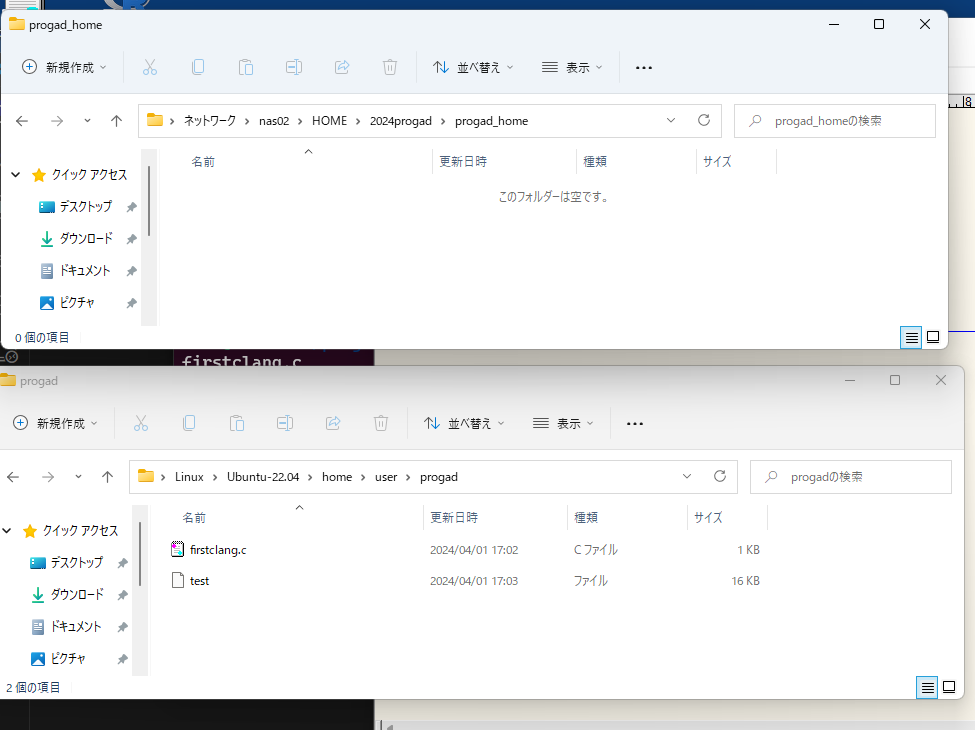 progad_home
新規作成 並べ替え 表示
ネットワーク > nas02 > HOME > 2024progad > progad_home progad_homeの検索
名前 更新日時 種類 サイズ
このフォルダーは空です。
クイック アクセス
デスクトップ
ダウンロード
ドキュメント
ピクチャ
0 個の項目
8
firstclang.c
progad
新規作成 並べ替え 表示
Linux > Ubuntu-22.04 > home > user > progad progadの検索
名前 更新日時 種類 サイズ
クイック アクセス
firstclang.c 2024/04/01 17:02 C ファイル 1 KB
デスクトップ
test 2024/04/01 17:03 ファイル 16 KB
ダウンロード
ドキュメント
ピクチャ
2 個の項目